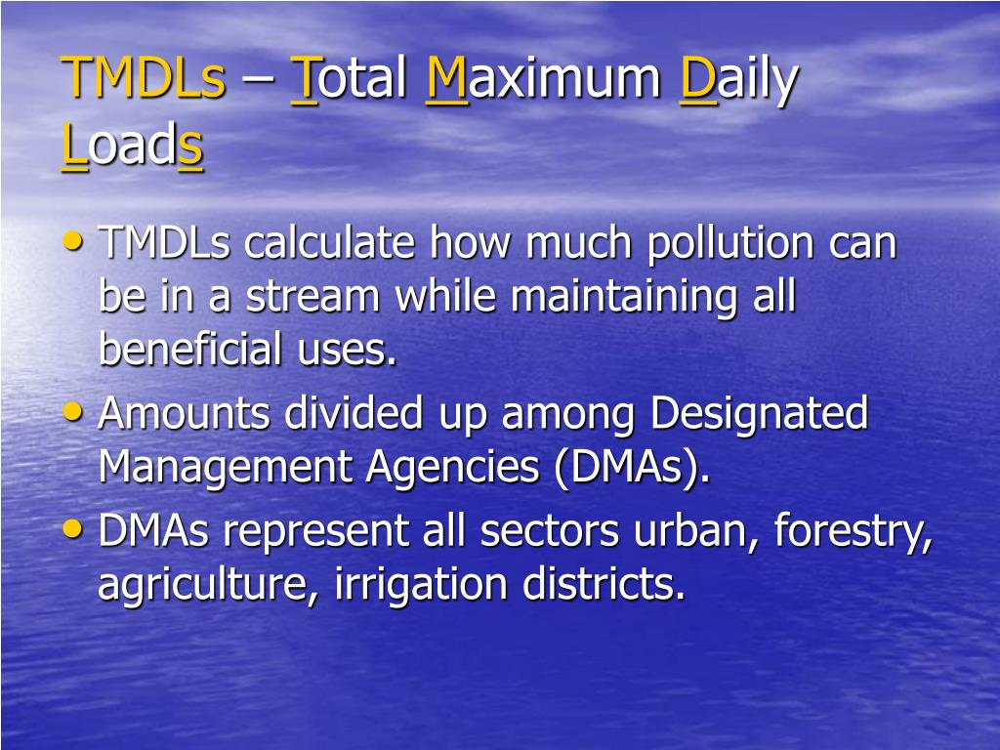 TMDLs – Total Maximum Daily
Loads
• TMDLs calculate how much pollution can
be in a stream while maintaining all
beneficial uses.
• Amounts divided up among Designated
Management Agencies (DMAs).
• DMAs represent all sectors urban, forestry,
agriculture, irrigation districts.